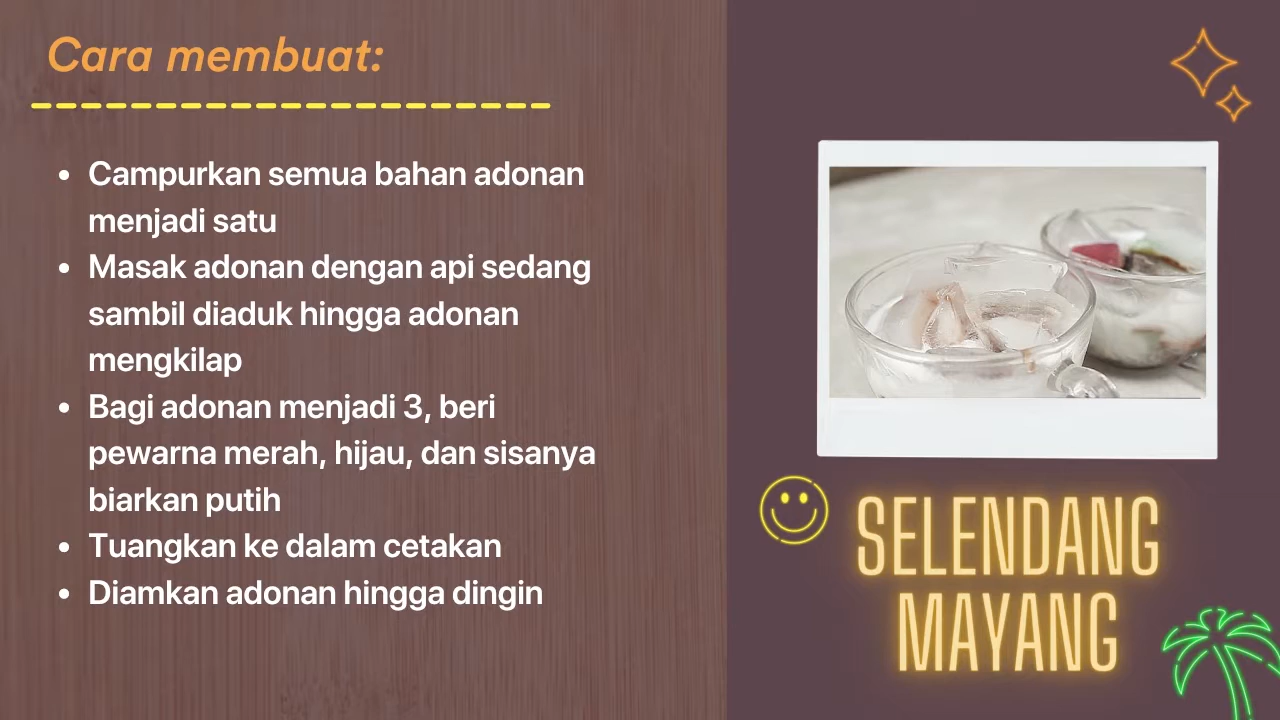 Cara membuat:
Campurkan semua bahan adonan
menjadi satu
Masak adonan dengan api sedang
sambil diaduk hingga adonan
mengkilap
Bagi adonan menjadi 3, beri
pewarna merah, hijau, dan sisanya
biarkan putih
Tuangkan ke dalam cetakan
Diamkan adonan hingga dingin
SELENDANG
MAYANG